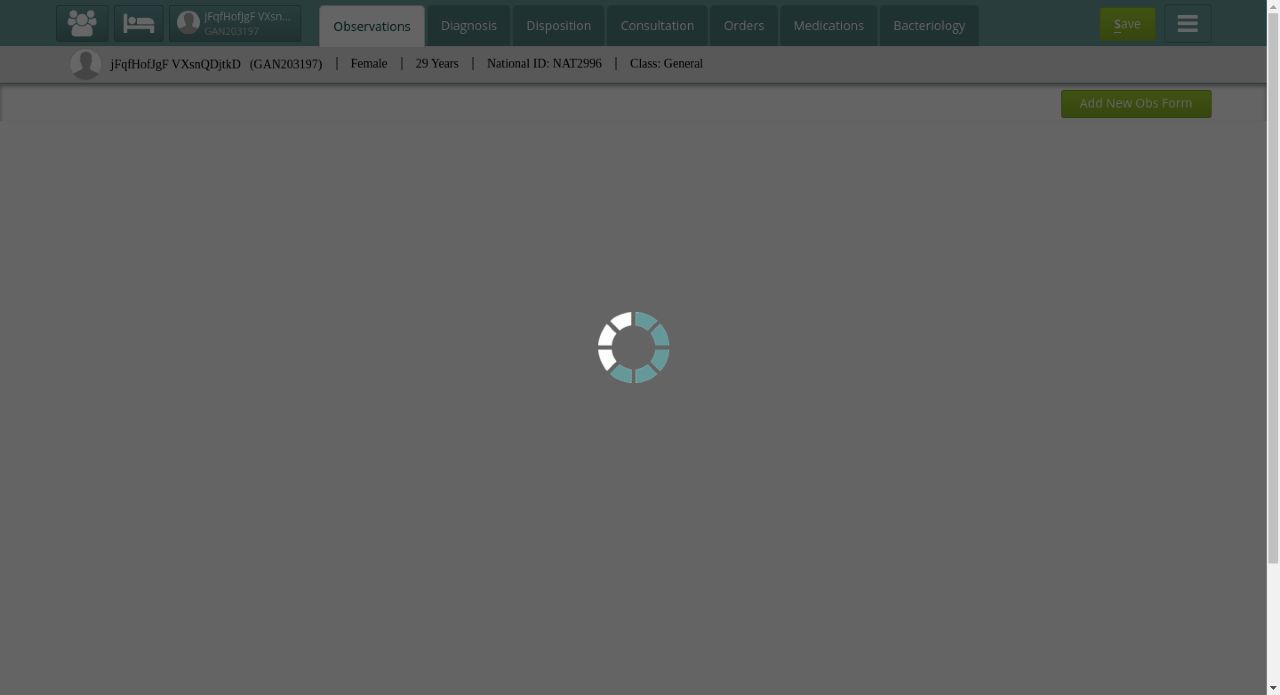 jFqfHofJgF VXsn...
GAN203197
Observations
Diagnosis
Disposition
Consultation
Orders
Medications
Bacteriology
Save
jFqfHofJgF VXsnQDjtkD (GAN203197) | Female | 29 Years | National ID: NAT2996 | Class: General
Add New Obs Form